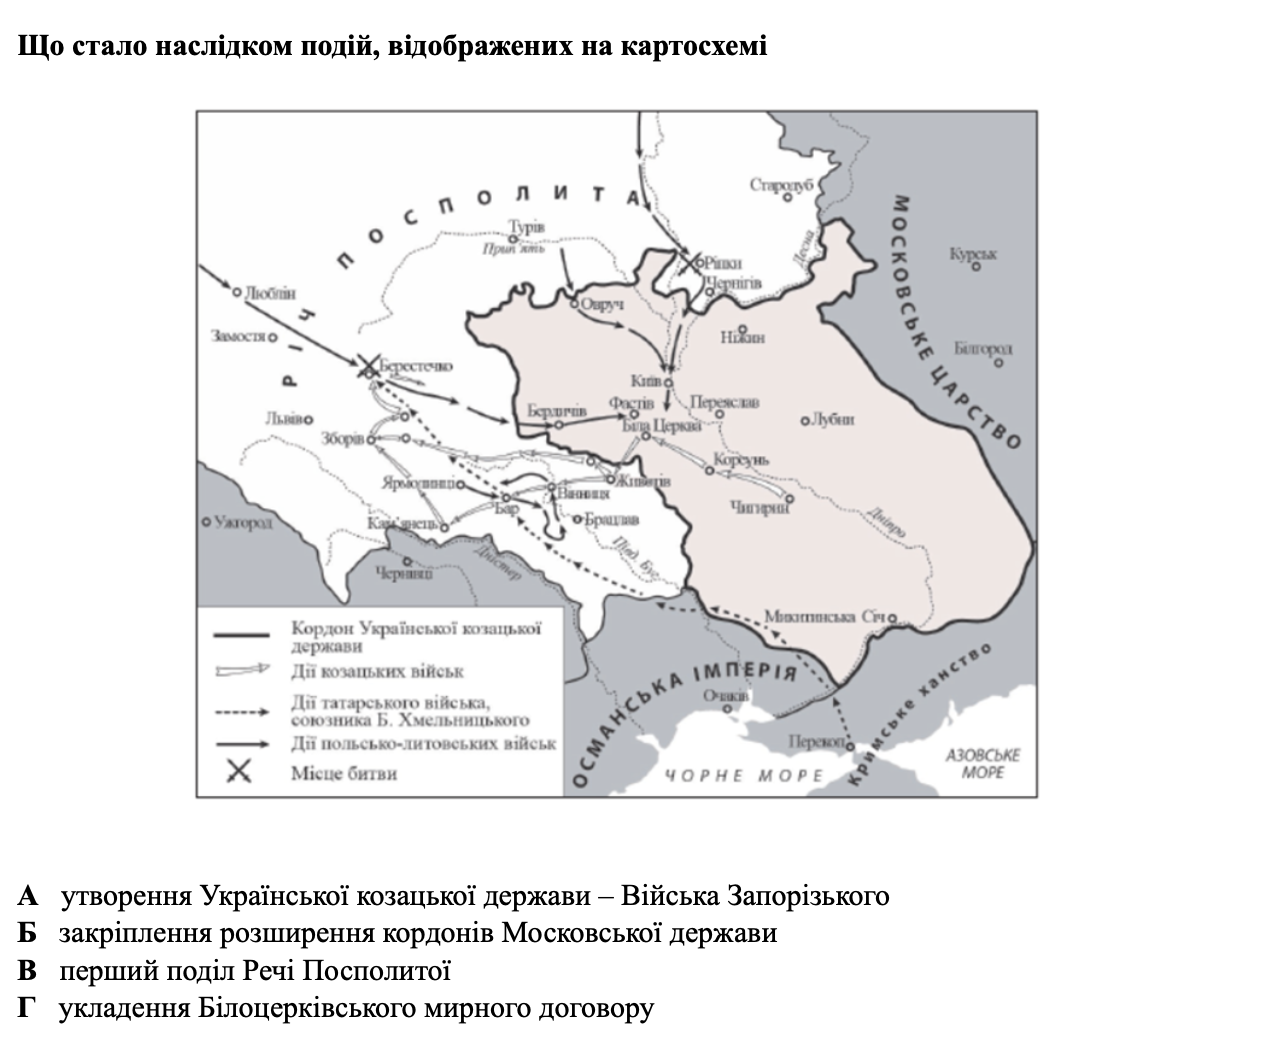 Що стало наслідком подій, відображених на картосхемі
РІЧ ПОСПОЛИТА
Стародуб
МОСКОВСЬКЕ ЦАРСТВО
Турів
Прип'ять
Десна
Курськ
Ріпки
Люблін
Чернігів
Овруч
Замостя
Ніжин
Білгород
Берестечко
Київ
Бердичів
Фастів
Переяслав
Львів
Лубни
Зборів
Біла Церква
Корсунь
Ярмолинці
Животів
Вінниця
Бар
Чигирин
Ужгород
Кам'янець
Брацлав
Дніпро
Півд. Буг
Дністер
Чернівці
Микитинська Січ
Кордон Української козацької
держави
Дії козацьких військ
Дії татарського війська,
союзника Б. Хмельницького
Дії польсько-литовських військ
Місце битви
ОСМАНСЬКА ІМПЕРІЯ
Очаків
Кримське ханство
Перекоп
АЗОВСЬКЕ
МОРЕ
ЧОРНЕ МОРЕ
А утворення Української козацької держави – Війська Запорізького
Б закріплення розширення кордонів Московської держави
В перший поділ Речі Посполитої
Г укладення Білоцерківського мирного договору